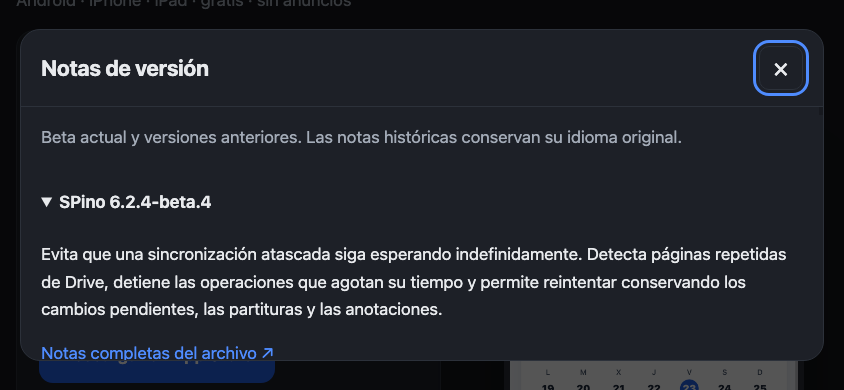 Android · iPhone · iPad · gratis · sin anuncios
Notas de versión
×
Beta actual y versiones anteriores. Las notas históricas conservan su idioma original.
▼ SPino 6.2.4-beta.4
Evita que una sincronización atascada siga esperando indefinidamente. Detecta páginas repetidas
de Drive, detiene las operaciones que agotan su tiempo y permite reintentar conservando los
cambios pendientes, las partituras y las anotaciones.
Notas completas del archivo ↗
L M X J V S D
19 20 21 22 23 24 25